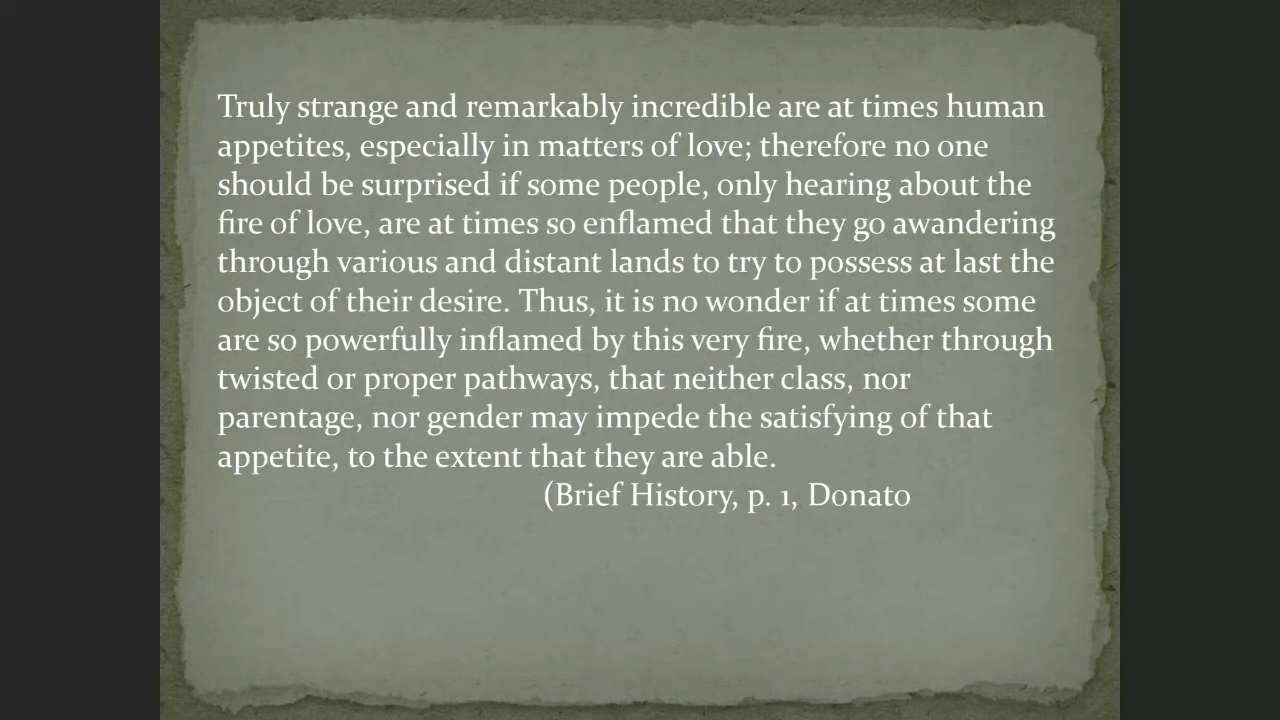 Truly strange and remarkably incredible are at times human
appetites, especially in matters of love; therefore no one
should be surprised if some people, only hearing about the
fire of love, are at times so enflamed that they go awandering
through various and distant lands to try to possess at last the
object of their desire. Thus, it is no wonder if at times some
are so powerfully inflamed by this very fire, whether through
twisted or proper pathways, that neither class, nor
parentage, nor gender may impede the satisfying of that
appetite, to the extent that they are able.
(Brief History, p. 1, Donato